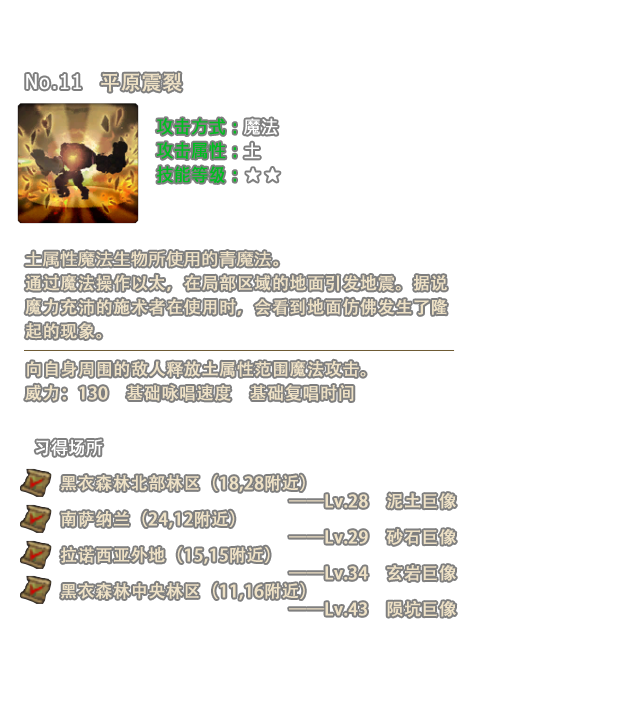 No.11 平原震裂
攻击方式：魔法
攻击属性：土
技能等级：★★
土属性魔法生物所使用的青魔法。
通过魔法操作以太，在局部区域的地面引发地震。据说
魔力充沛的施术者在使用时，会看到地面仿佛发生了隆
起的现象。
向自身周围的敌人释放土属性范围魔法攻击。
威力：130 基础咏唱速度 基础复唱时间
习得场所
黑衣森林北部林区（18,28附近）
——Lv.28 泥土巨像
南萨纳兰（24,12附近）
——Lv.29 砂石巨像
拉诺西亚外地（15,15附近）
——Lv.34 玄岩巨像
黑衣森林中央林区（11,16附近）
——Lv.43 陨坑巨像